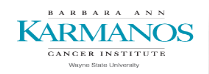 BARBARA ANN
KARMANOS
CANCER INSTITUTE
Wayne State University